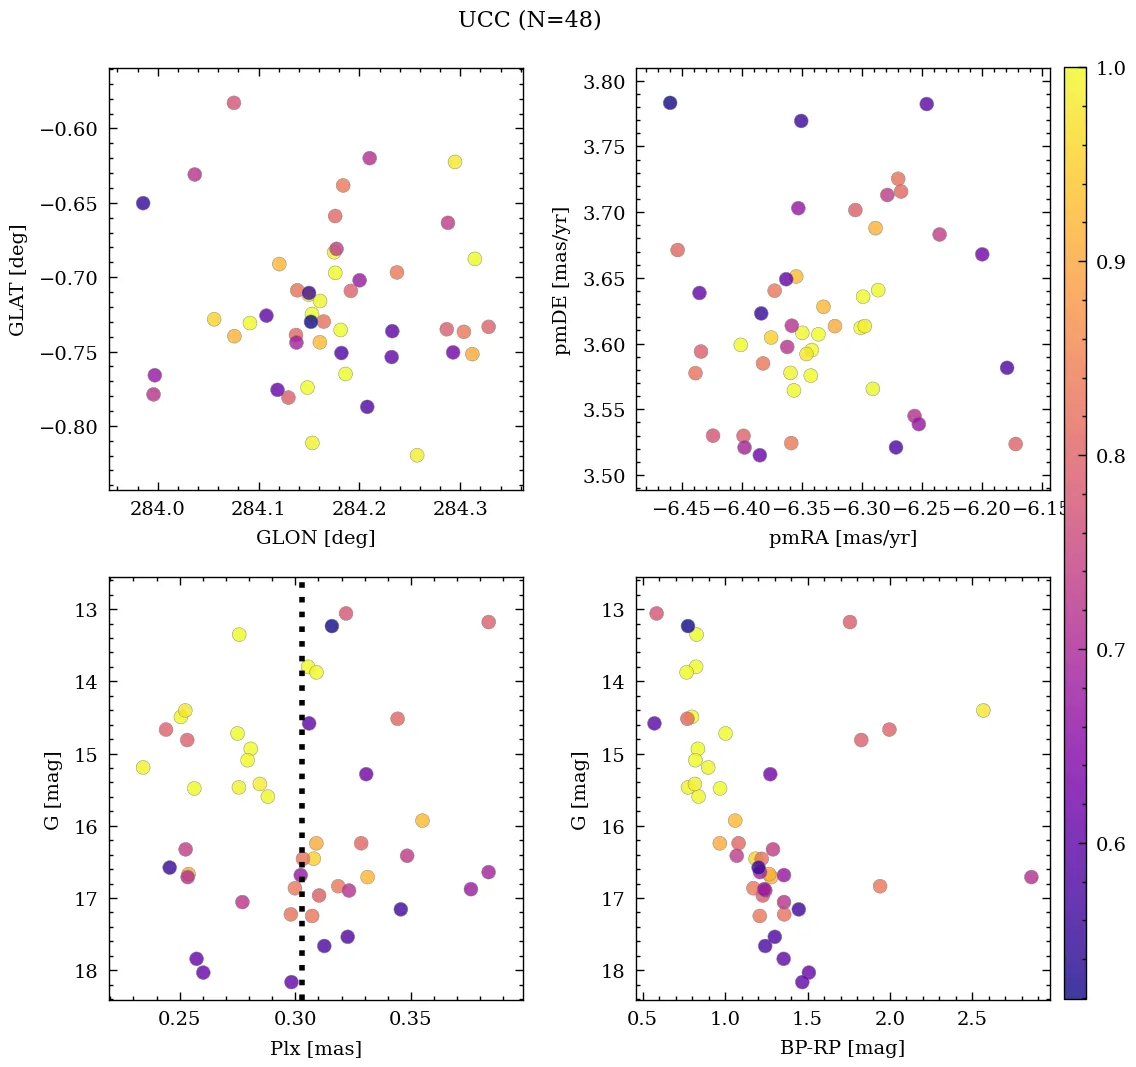 UCC (N=48)
−0.60
−0.65
−0.70
−0.75
−0.80
GLAT [deg]
284.0 284.1 284.2 284.3
GLON [deg]
3.80
3.75
3.70
3.65
3.60
3.55
3.50
pmDE [mas/yr]
−6.45 −6.40 −6.35 −6.30 −6.25 −6.20 −6.15
pmRA [mas/yr]
13
14
15
16
17
18
G [mag]
0.25 0.30 0.35
Plx [mas]
13
14
15
16
17
18
G [mag]
0.5 1.0 1.5 2.0 2.5
BP-RP [mag]
1.0
0.9
0.8
0.7
0.6